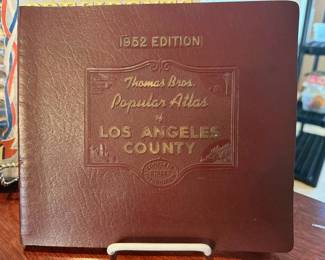 1952 EDITION
Thomas Bros.
Popular Atlas
of
LOS ANGELES
COUNTY